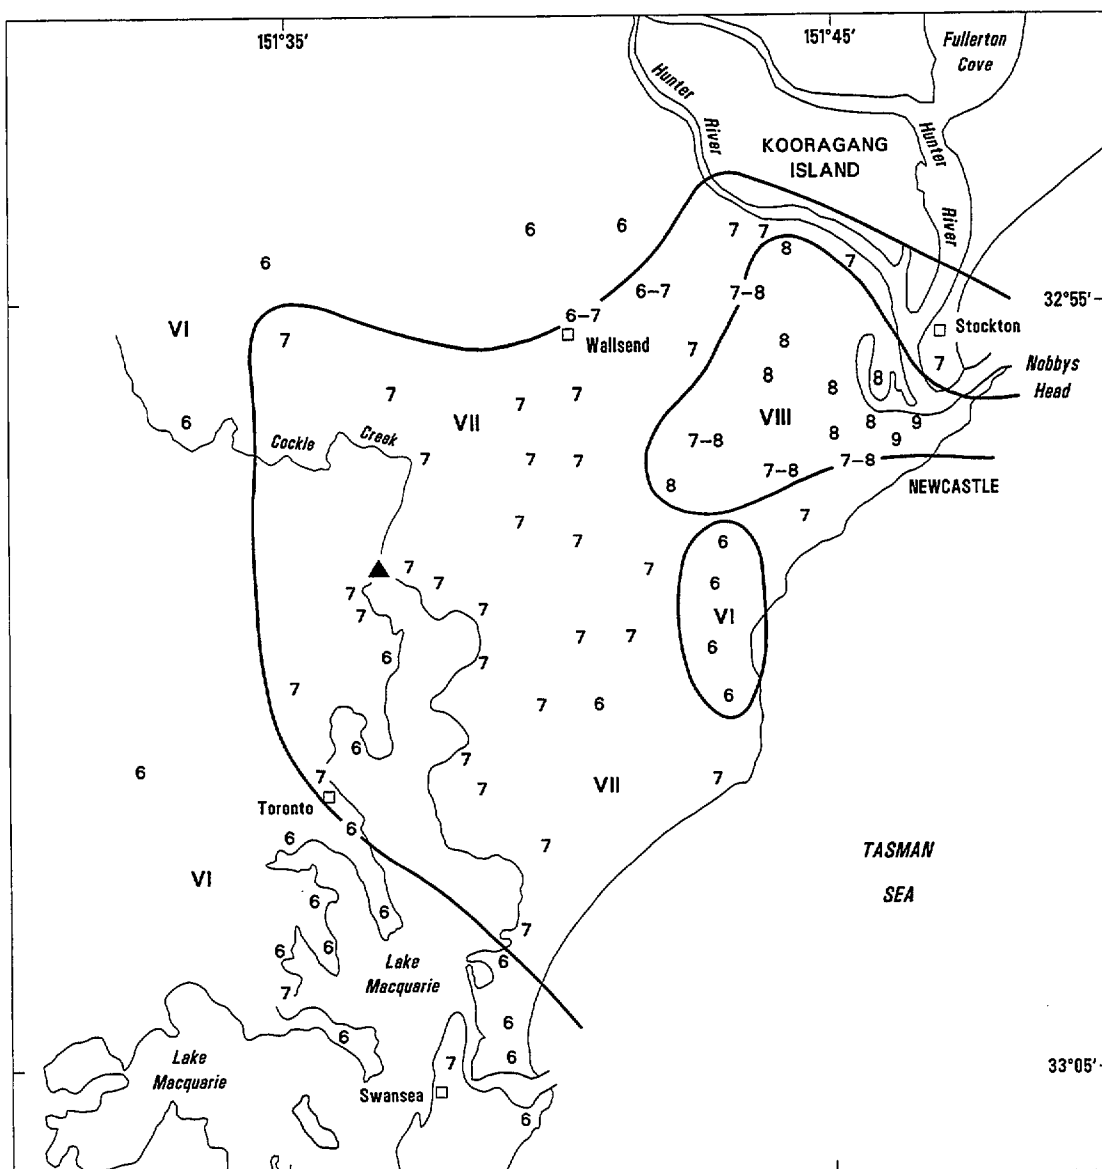 151°35'
151°45'
Fullerton
Cove
Hunter
River
Hunter
River
KOORAGANG
ISLAND
6
6
7
7
8
7
6
6–7
7–8
32°55'
6–7
VI
7
Wallsend
7
8
Stockton
7
Nobbys
Head
8
8
8
7
7
7
VII
VIII
6
8
9
Cockle
Creek
7–8
8
9
7
7
7
7–8
7–8
8
NEWCASTLE
7
7
7
6
7
7
7
7
6
7
7
7
VI
7
7
6
6
7
7
6
7
6
6
7
6
7
VII
7
7
Toronto
6
6
7
TASMAN
SEA
VI
6
6
7
6
6
6
Lake
Macquarie
7
6
6
Lake
Macquarie
7
6
33°05'
Swansea
6